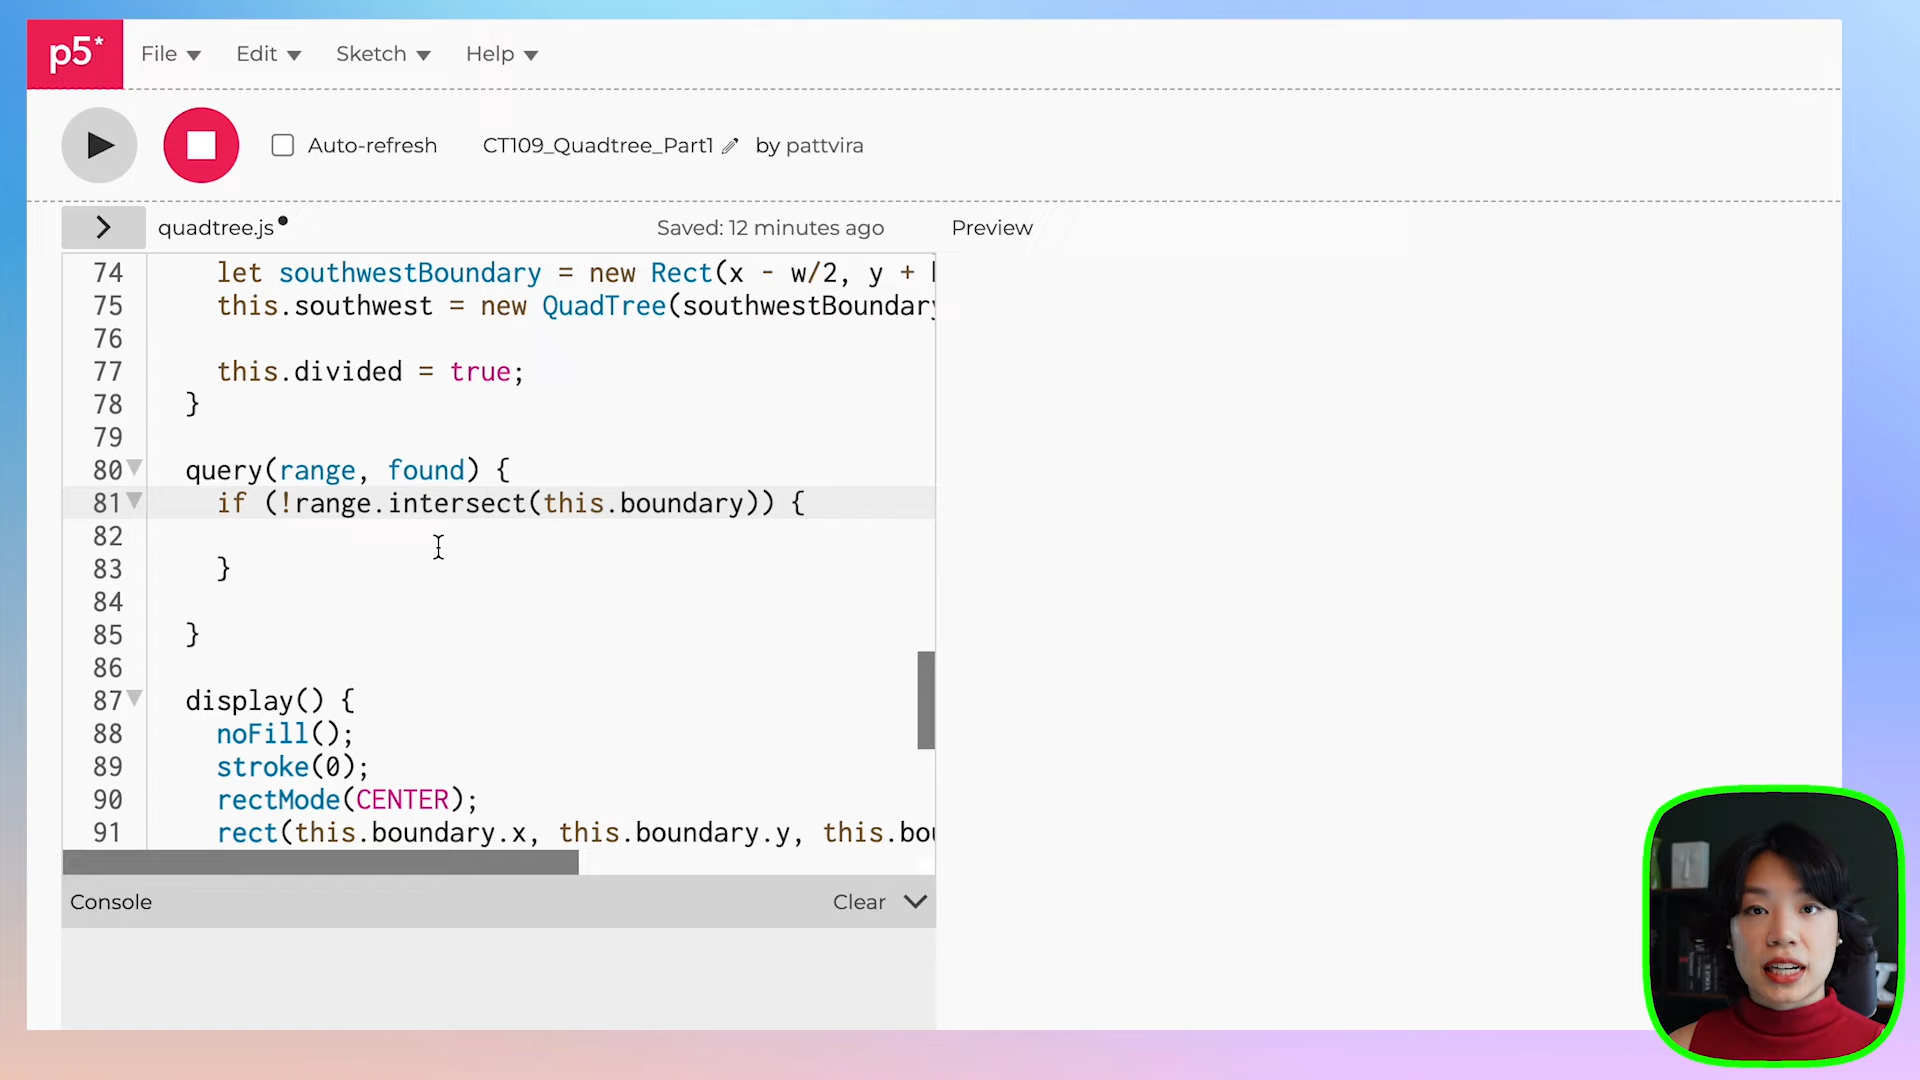 p5* File Edit Sketch Help
Auto-refresh CT109_Quadtree_Part1 by pattvira
quadtree.js Saved: 12 minutes ago Preview
74 let southwestBoundary = new Rect(x - w/2, y +
75 this.southwest = new QuadTree(southwestBoundary
76
77 this.divided = true;
78 }
79
80 query(range, found) {
81 if (!range.intersect(this.boundary)) {
82
83 }
84
85 }
86
87 display() {
88 noFill();
89 stroke(0);
90 rectMode(CENTER);
91 rect(this.boundary.x, this.boundary.y, this.bou
Console Clear